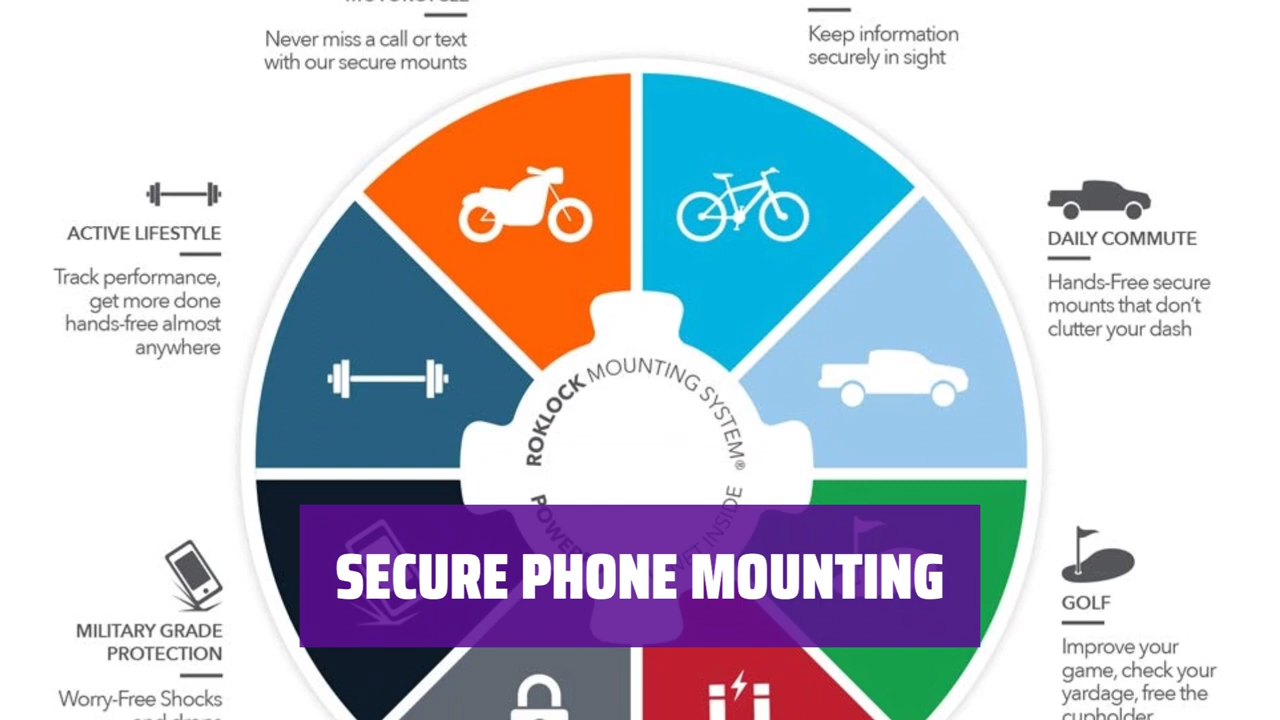 Never miss a call or text
with our secure mounts
Keep information
securely in sight
ACTIVE LIFESTYLE
Track performance,
get more done
hands-free almost
anywhere
DAILY COMMUTE
Hands-Free secure
mounts that don't
clutter your dash
ROKLOCK MOUNTING SYSTEM®
SECURE PHONE MOUNTING
MILITARY GRADE
PROTECTION
Worry-Free Shocks
GOLF
Improve your
game, check your
yardage, free the
cupholder